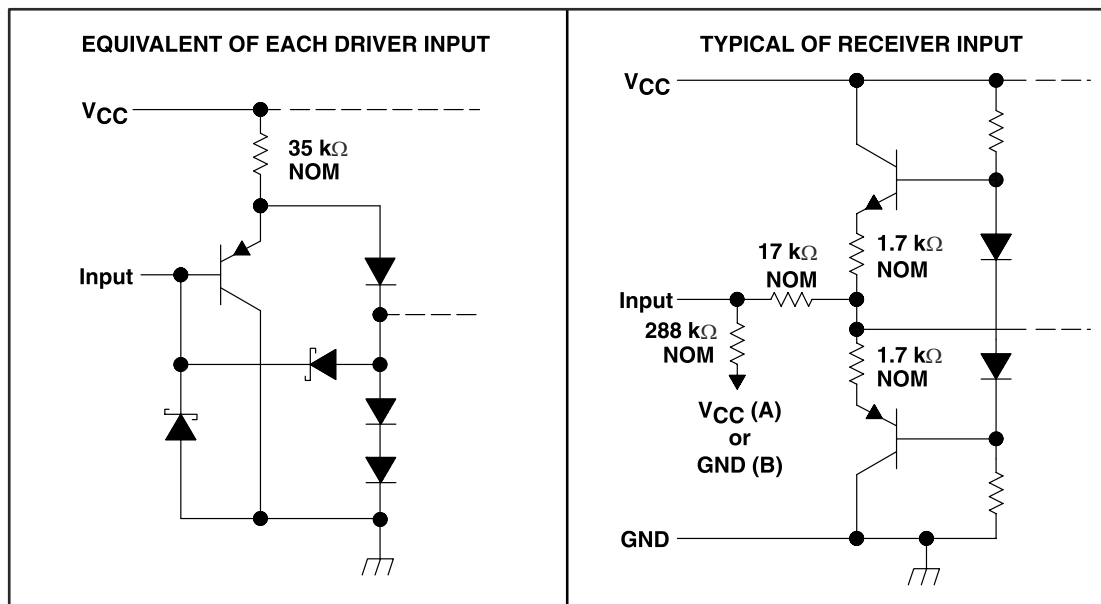 EQUIVALENT OF EACH DRIVER INPUT
VCC
35 kΩ
NOM
Input
TYPICAL OF RECEIVER INPUT
VCC
17 kΩ
NOM
1.7 kΩ
NOM
Input
288 kΩ
NOM
1.7 kΩ
NOM
VCC (A)
or
GND (B)
GND